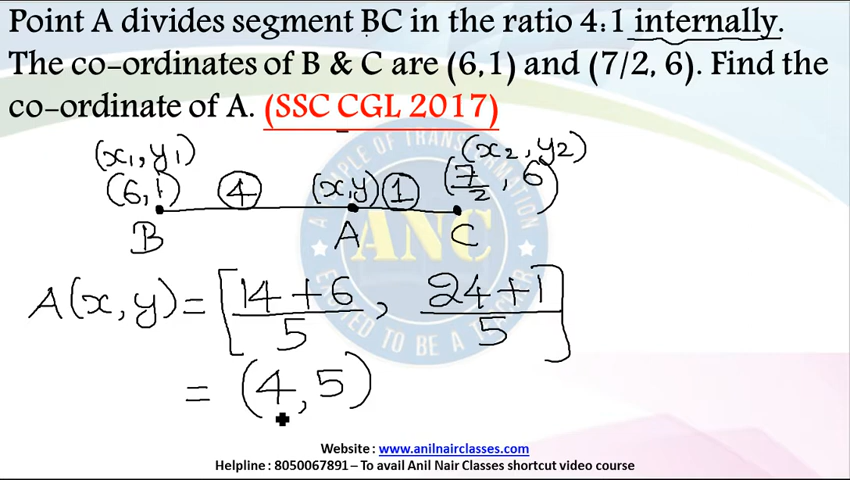 Point A divides segment BC in the ratio 4:1 internally.
The co-ordinates of B & C are (6,1) and (7/2, 6). Find the
co-ordinate of A. (SSC CGL 2017)
(x₁, y₁) (x₂, y₂)
(6, 1) 4 (x,y) 1 (7/2, 6)
B A C
A(x, y) = [(14+6)/5, (24+1)/5]
= (4, 5)
ANC
Website : www.anilnairclasses.com
Helpline : 8050067891 – To avail Anil Nair Classes shortcut video course